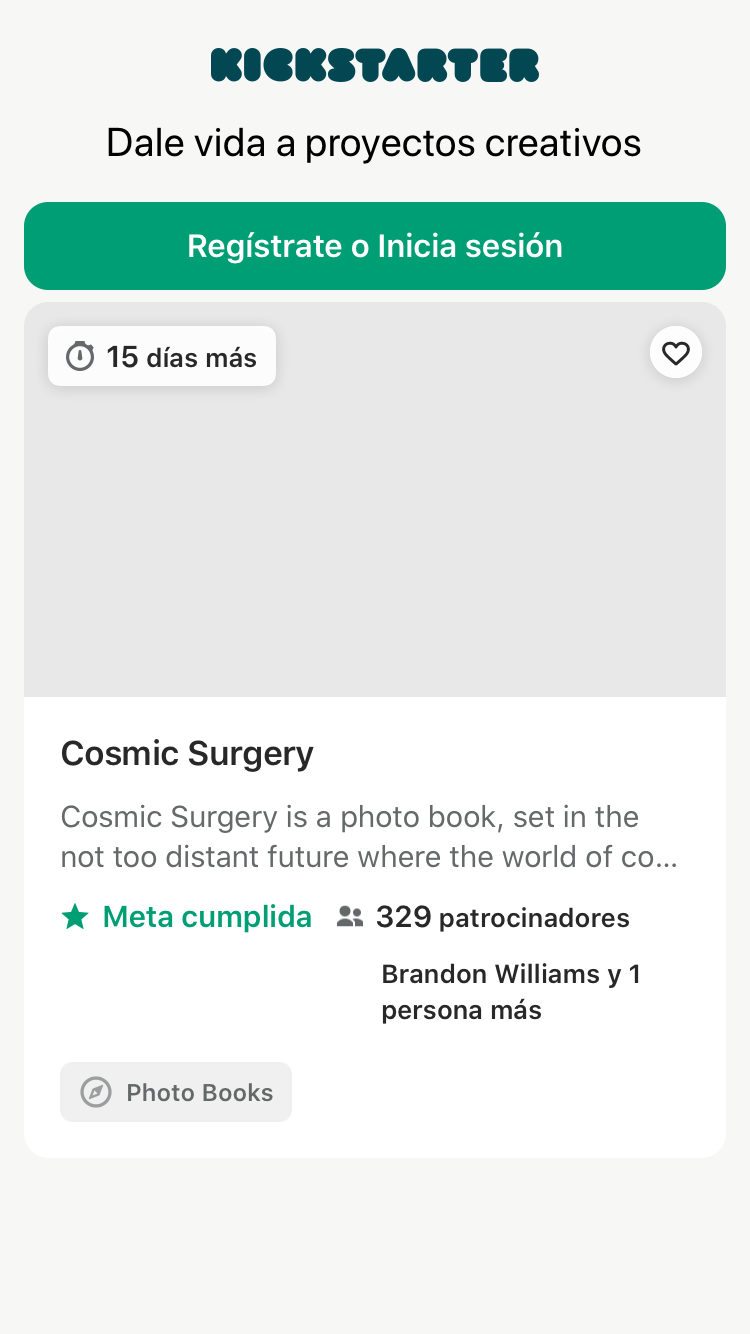 KICKSTARTER
Dale vida a proyectos creativos
Regístrate o Inicia sesión
15 días más
Cosmic Surgery
Cosmic Surgery is a photo book, set in the
not too distant future where the world of co...
Meta cumplida
329 patrocinadores
Brandon Williams y 1
persona más
Photo Books